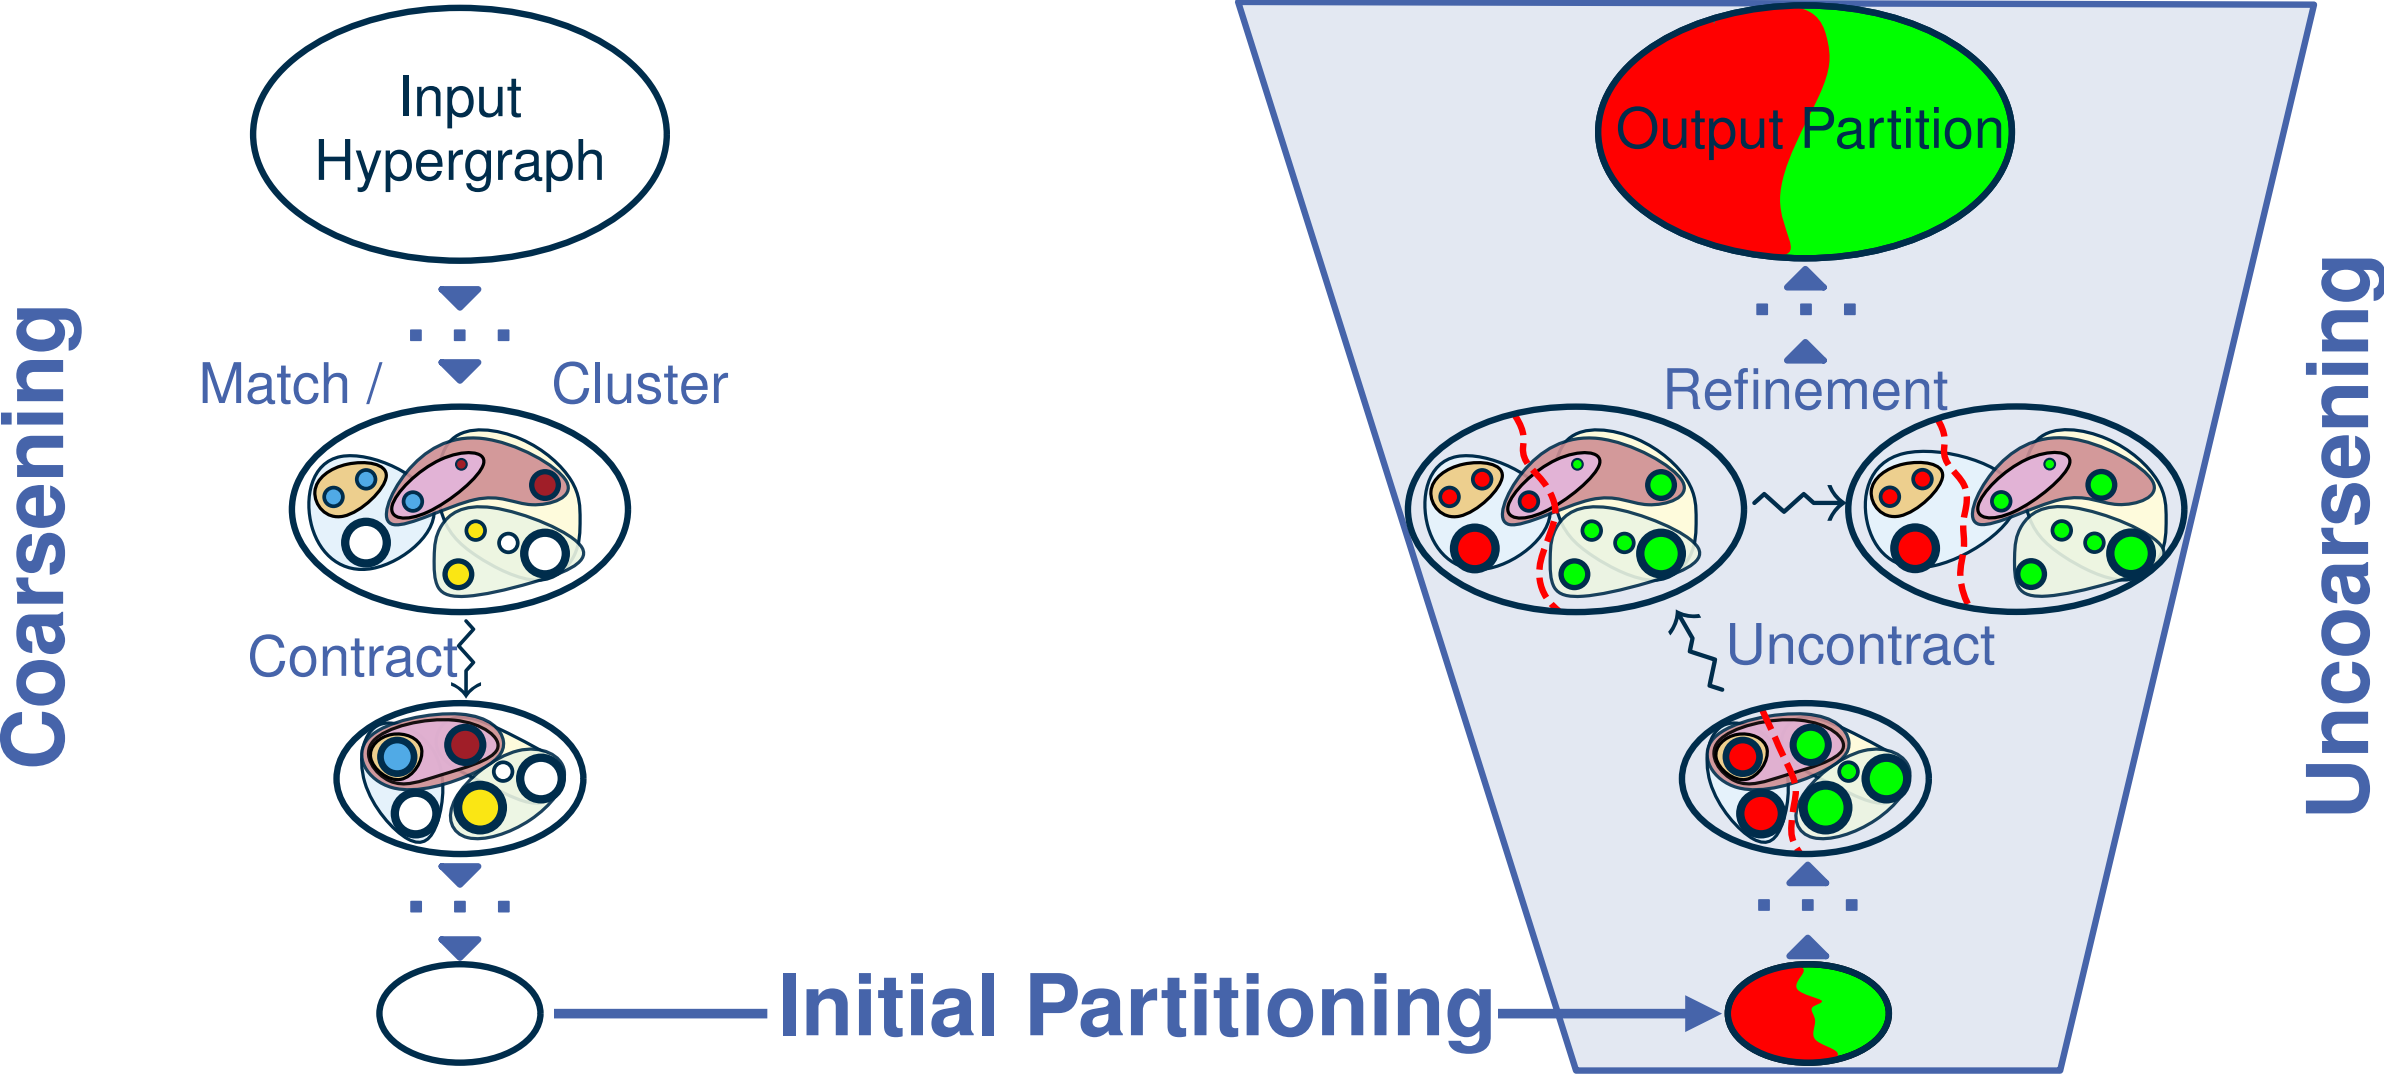 Coarsening
Input
Hypergraph
Match / Cluster
Contract
Initial Partitioning
Output Partition
Refinement
Uncontract
Uncoarsening